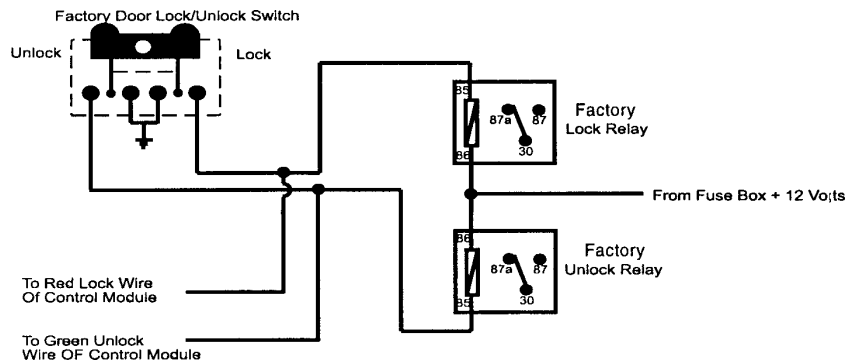 Factory Door Lock/Unlock Switch
Unlock
Lock
85
87a
87
30
86
Factory
Lock Relay
From Fuse Box + 12 Vo;ts
86
87a
87
30
85
Factory
Unlock Relay
To Red Lock Wire
Of Control Module
To Green Unlock
Wire OF Control Module